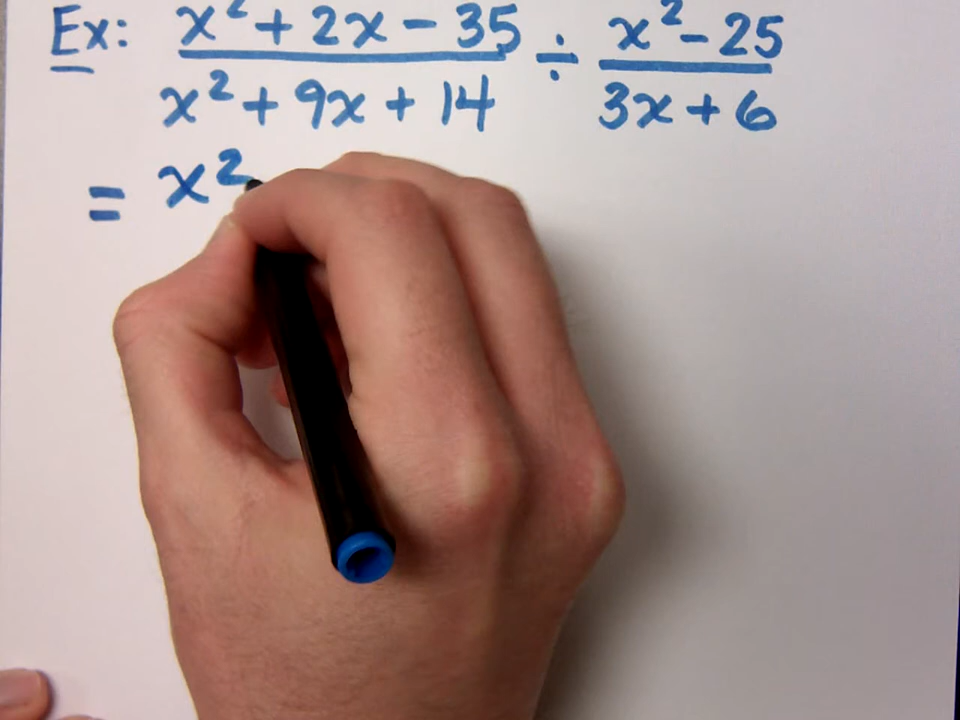 Ex: x² + 2x - 35 ÷ x² - 25
x² + 9x + 14 3x + 6
= x²